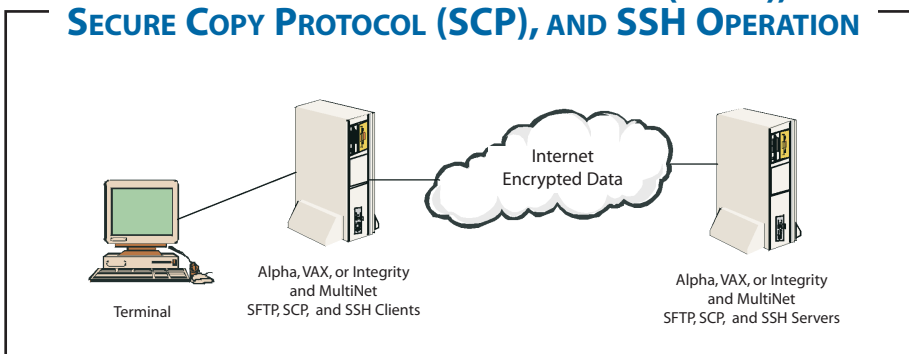 SECURE COPY PROTOCOL (SCP), AND SSH OPERATION
Internet
Encrypted Data
Terminal
Alpha, VAX, or Integrity
and MultiNet
SFTP, SCP, and SSH Clients
Alpha, VAX, or Integrity
and MultiNet
SFTP, SCP, and SSH Servers